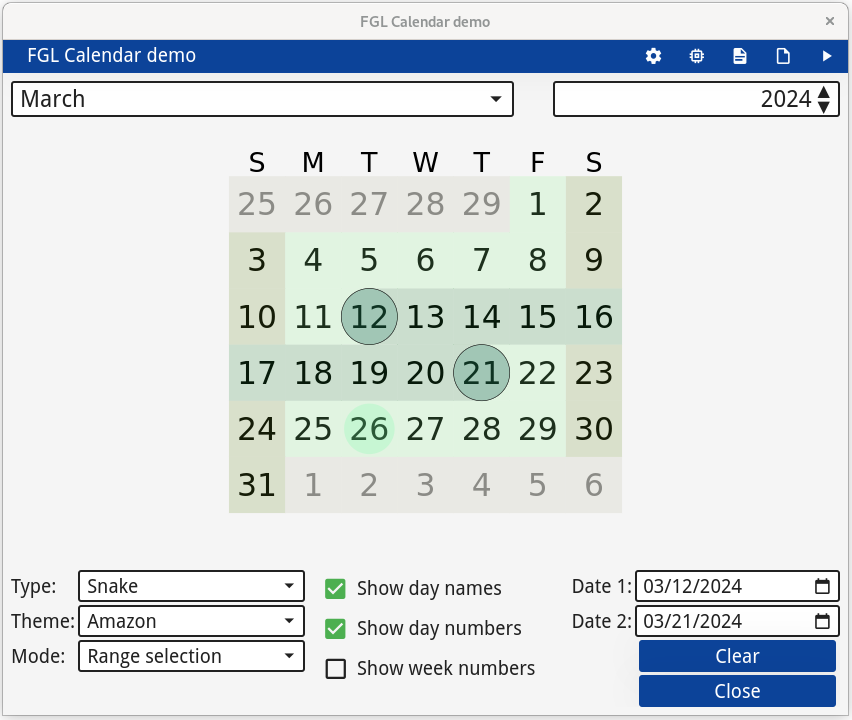 FGL Calendar demo
FGL Calendar demo
March 2024
S M T W T F S
25 26 27 28 29 1 2
3 4 5 6 7 8 9
10 11 12 13 14 15 16
17 18 19 20 21 22 23
24 25 26 27 28 29 30
31 1 2 3 4 5 6
Type: Snake
Theme: Amazon
Mode: Range selection
Show day names
Show day numbers
Show week numbers
Date 1: 03/12/2024
Date 2: 03/21/2024
Clear
Close